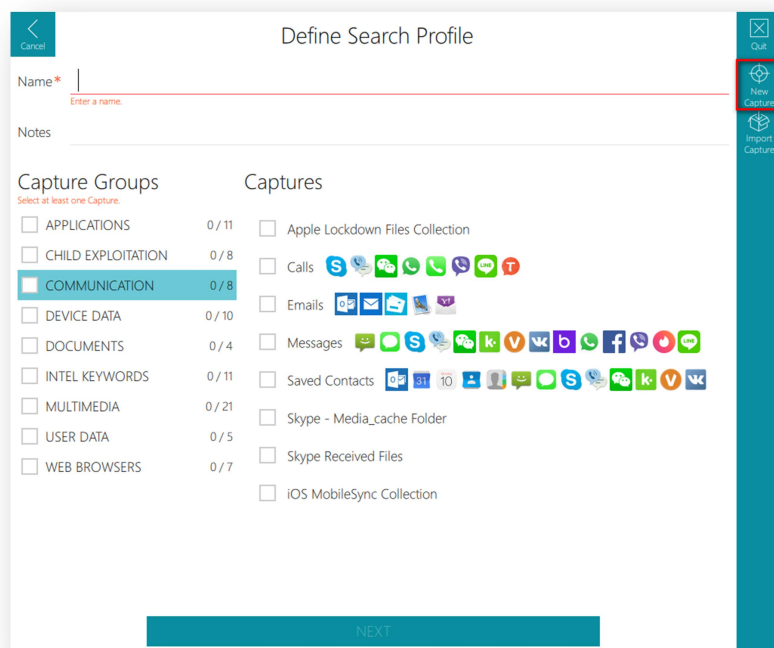 Cancel
Define Search Profile
Quit
Name*
Enter a name.
New
Capture
Import
Capture
Notes
Capture Groups
Select at least one Capture.
Captures
APPLICATIONS 0 / 11
CHILD EXPLOITATION 0 / 8
COMMUNICATION 0 / 8
DEVICE DATA 0 / 10
DOCUMENTS 0 / 4
INTEL KEYWORDS 0 / 11
MULTIMEDIA 0 / 21
USER DATA 0 / 5
WEB BROWSERS 0 / 7
Apple Lockdown Files Collection
Calls
Emails
Messages
Saved Contacts
Skype - Media_cache Folder
Skype Received Files
iOS MobileSync Collection
NEXT